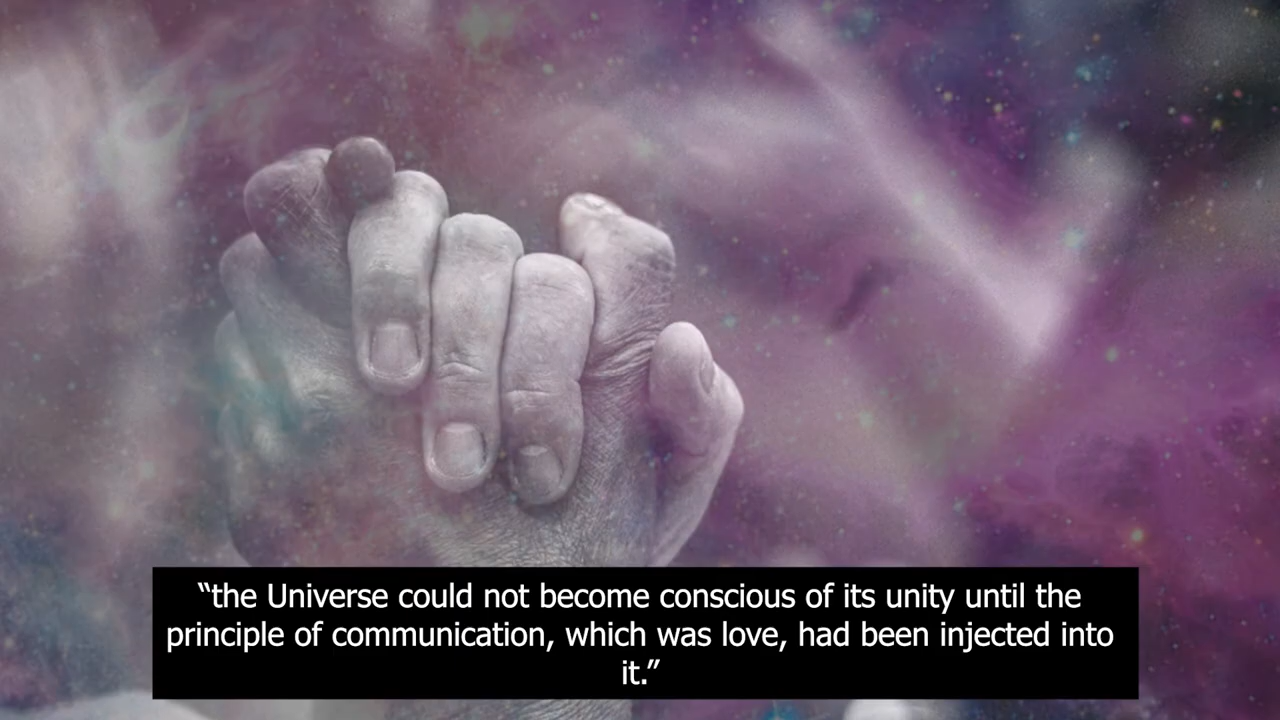 “the Universe could not become conscious of its unity until the
principle of communication, which was love, had been injected into
it.”